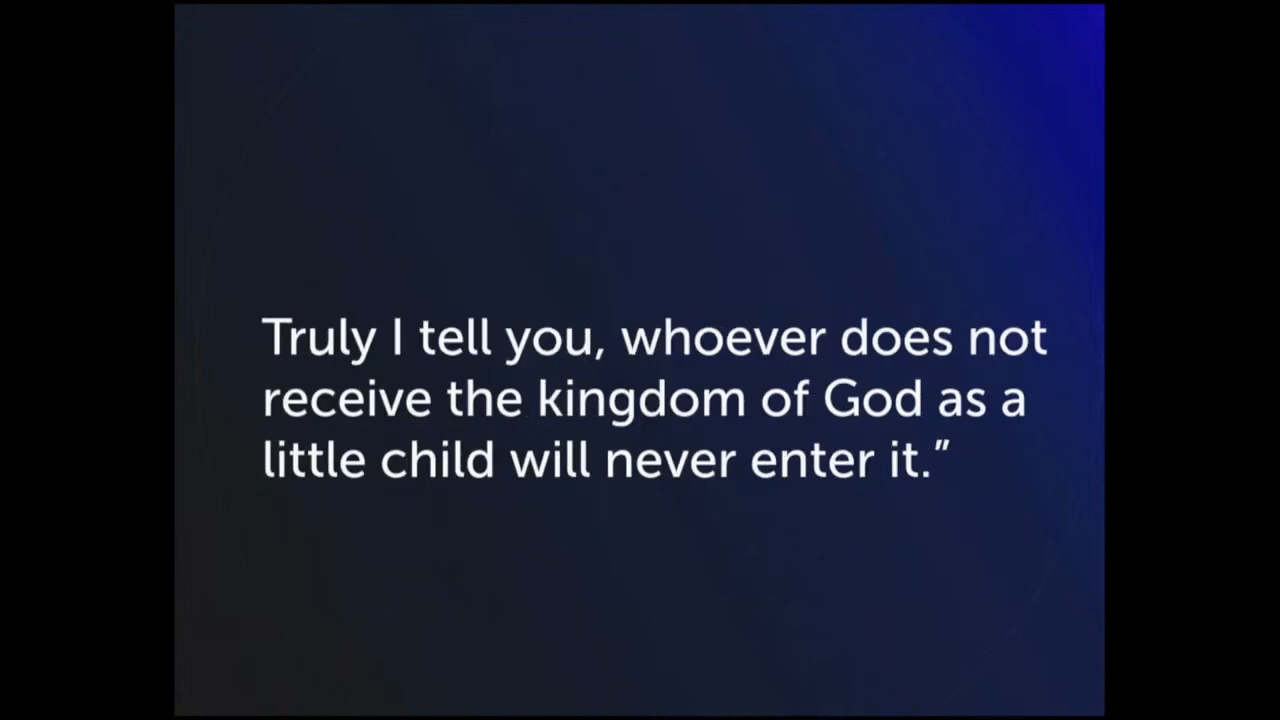 Truly I tell you, whoever does not
receive the kingdom of God as a
little child will never enter it.”